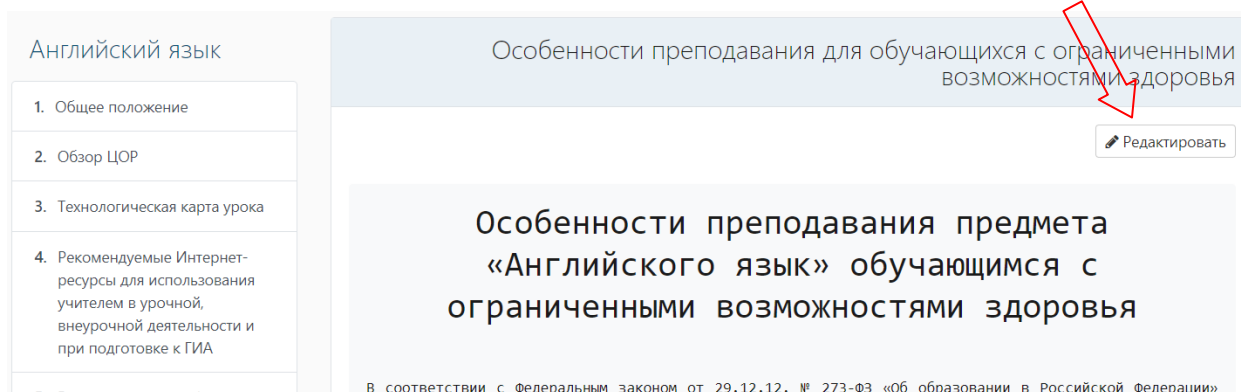 Английский язык
1. Общее положение
2. Обзор ЦОР
3. Технологическая карта урока
4. Рекомендуемые Интернет-
ресурсы для использования
учителем в урочной,
внеурочной деятельности и
при подготовке к ГИА
Особенности преподавания для обучающихся с ограниченными
возможностями здоровья
Редактировать
Особенности преподавания предмета
«Английского язык» обучающимся с
ограниченными возможностями здоровья
В соответствии с Федеральным законом от 29.12.12. № 273-ФЗ «Об образовании в Российской Федерации»